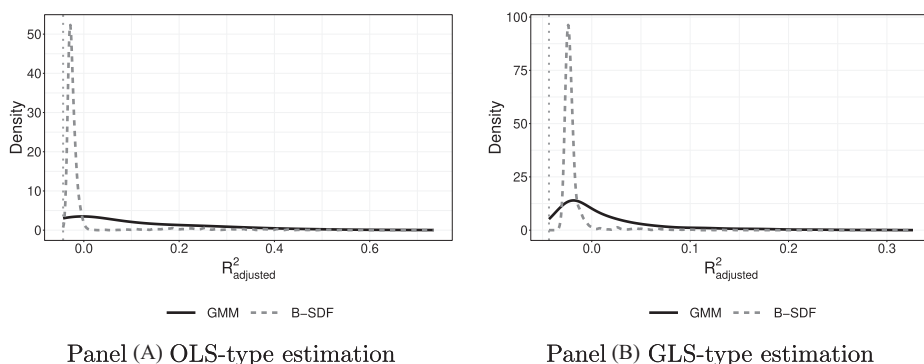 50
40
30
20
10
0
Density
0.0 0.2 0.4 0.6
R²adjusted
GMM B−SDF
Panel (A) OLS-type estimation
100
75
50
25
0
Density
0.0 0.1 0.2 0.3
R²adjusted
GMM B−SDF
Panel (B) GLS-type estimation